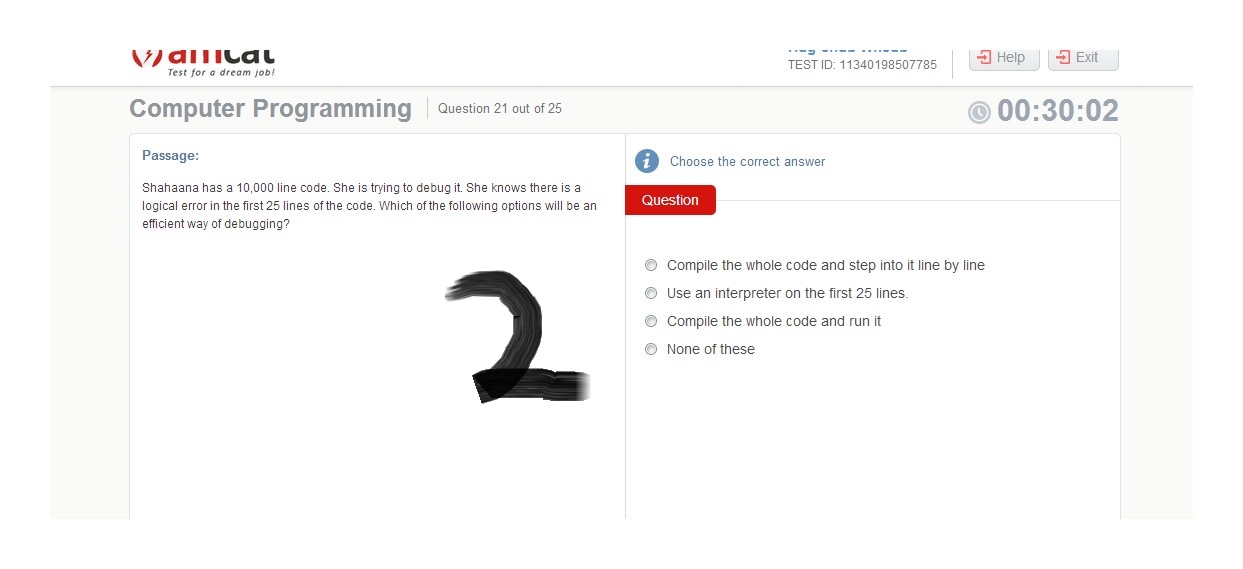 amcat
Test for a dream job!
TEST ID: 11340198507785
Help
Exit
Computer Programming
Question 21 out of 25
00:30:02
Passage:
Shahaana has a 10,000 line code. She is trying to debug it. She knows there is a
logical error in the first 25 lines of the code. Which of the following options will be an
efficient way of debugging?
2
Choose the correct answer
Question
Compile the whole code and step into it line by line
Use an interpreter on the first 25 lines.
Compile the whole code and run it
None of these